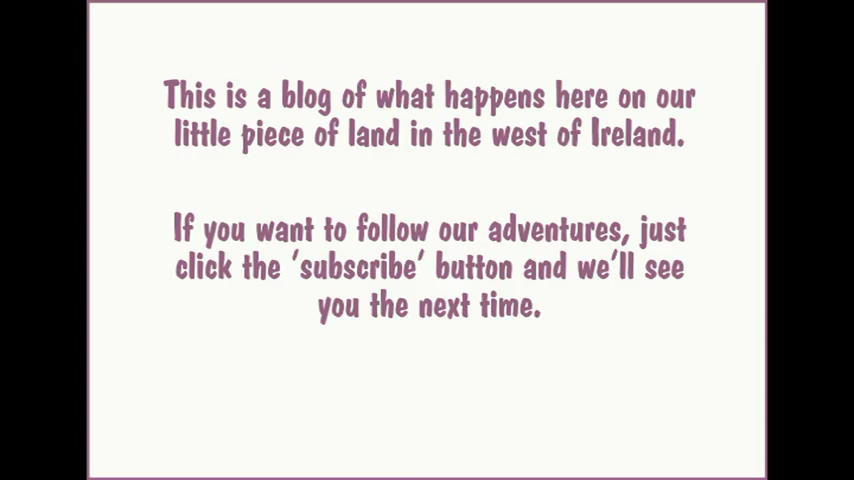 This is a blog of what happens here on our
little piece of land in the west of Ireland.
If you want to follow our adventures, just
click the ‘subscribe’ button and we’ll see
you the next time.